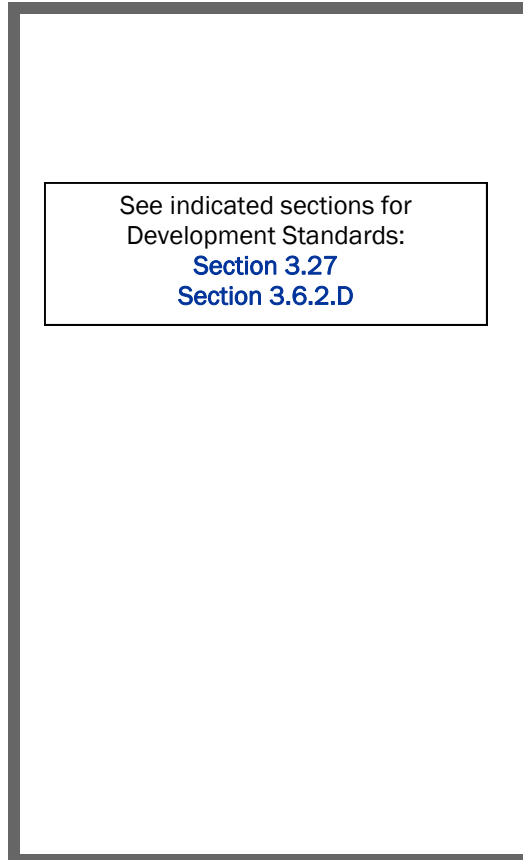 See indicated sections for
Development Standards:
Section 3.27
Section 3.6.2.D